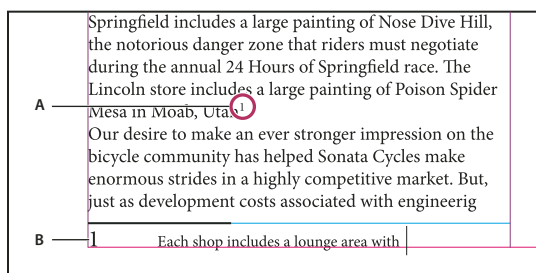 Springfield includes a large painting of Nose Dive Hill,
the notorious danger zone that riders must negotiate
during the annual 24 Hours of Springfield race. The
Lincoln store includes a large painting of Poison Spider
A Mesa in Moab, Utah1
Our desire to make an ever stronger impression on the
bicycle community has helped Sonata Cycles make
enormous strides in a highly competitive market. But,
just as development costs associated with engineerig
B 1 Each shop includes a lounge area with